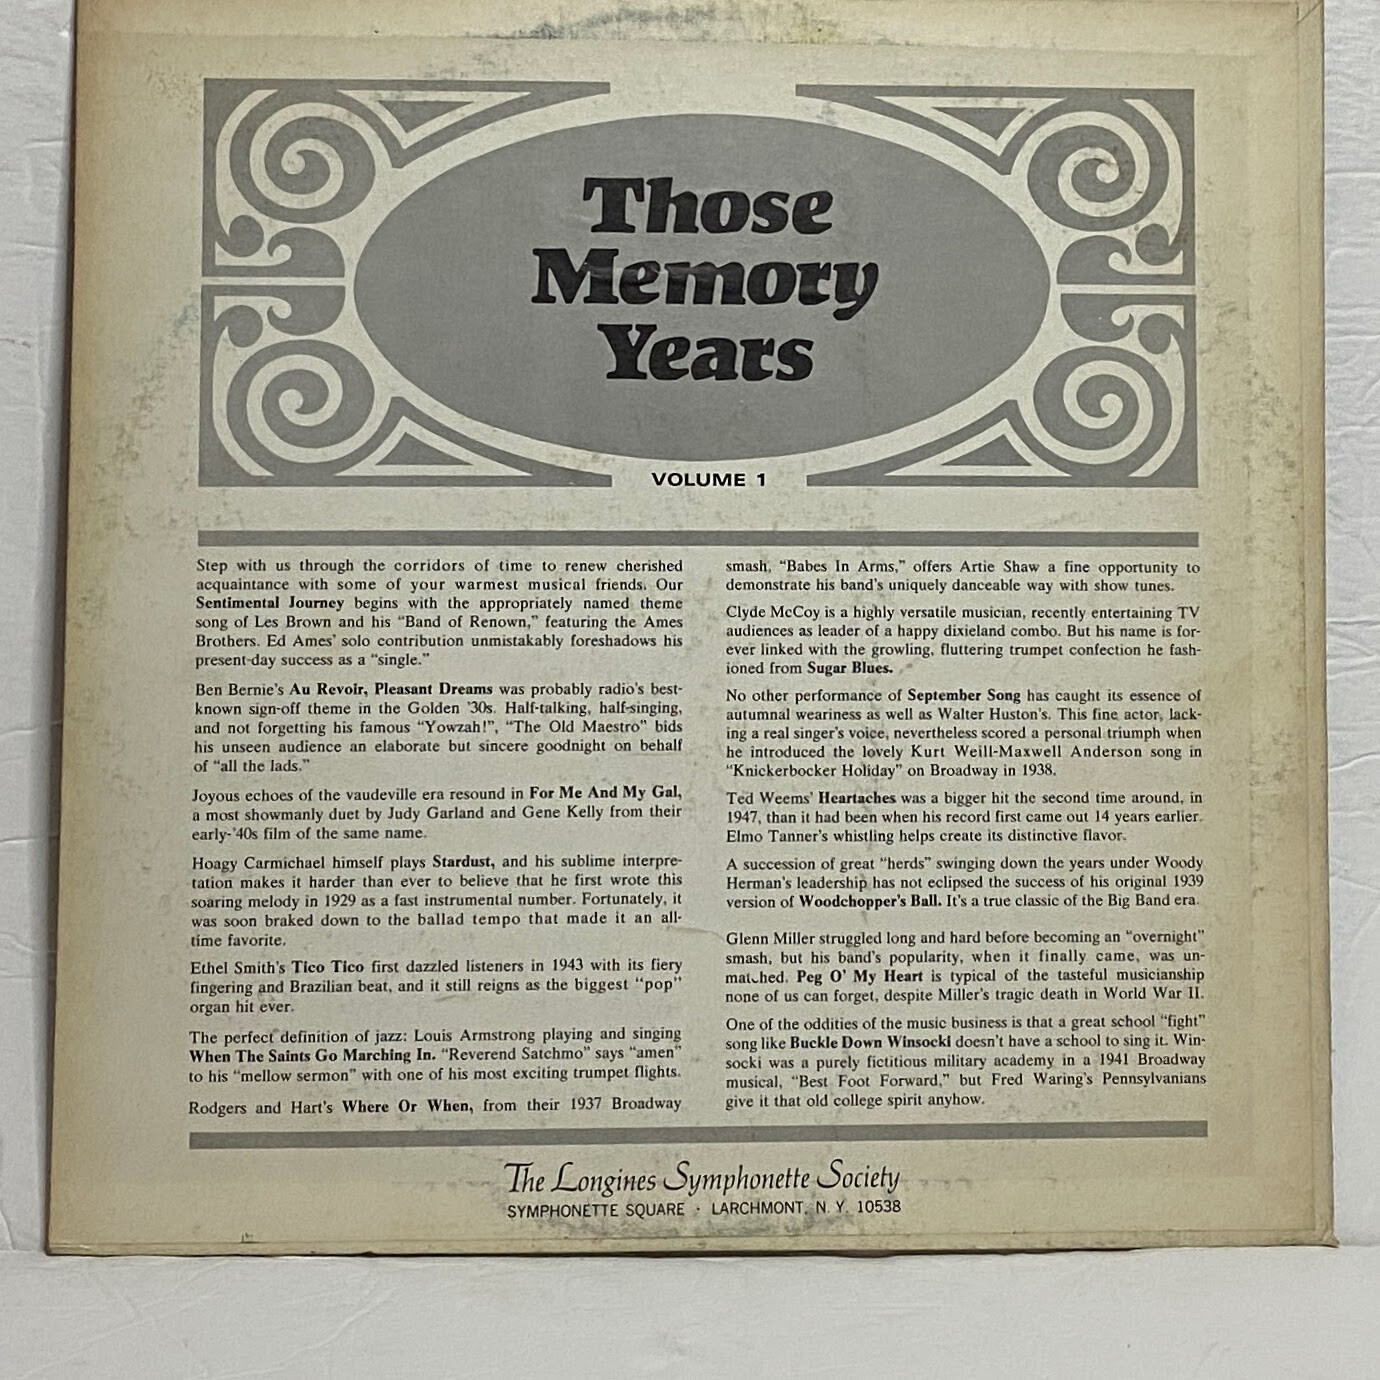 Those
Memory
Years
VOLUME 1
Step with us through the corridors of time to renew cherished
acquaintance with some of your warmest musical friends. Our
Sentimental Journey begins with the appropriately named theme
song of Les Brown and his “Band of Renown,” featuring the Ames
Brothers. Ed Ames’ solo contribution unmistakably foreshadows his
present-day success as a “single.”
Ben Bernie’s Au Revoir, Pleasant Dreams was probably radio’s best-
known sign-off theme in the Golden ’30s. Half-talking, half-singing,
and not forgetting his famous “Yowzah!”, “The Old Maestro” bids
his unseen audience an elaborate but sincere goodnight on behalf
of “all the lads.”
Joyous echoes of the vaudeville era resound in For Me And My Gal,
a most showmanly duet by Judy Garland and Gene Kelly from their
early-’40s film of the same name.
Hoagy Carmichael himself plays Stardust, and his sublime interpre-
tation makes it harder than ever to believe that he first wrote this
soaring melody in 1929 as a fast instrumental number. Fortunately, it
was soon braked down to the ballad tempo that made it an all-
time favorite.
Ethel Smith’s Tico Tico first dazzled listeners in 1943 with its fiery
fingering and Brazilian beat, and it still reigns as the biggest “pop”
organ hit ever.
The perfect definition of jazz: Louis Armstrong playing and singing
When The Saints Go Marching In. “Reverend Satchmo” says “amen”
to his “mellow sermon” with one of his most exciting trumpet flights.
Rodgers and Hart’s Where Or When, from their 1937 Broadway
smash, “Babes In Arms,” offers Artie Shaw a fine opportunity to
demonstrate his band’s uniquely danceable way with show tunes.
Clyde McCoy is a highly versatile musician, recently entertaining TV
audiences as leader of a happy dixieland combo. But his name is for-
ever linked with the growling, fluttering trumpet confection he fash-
ioned from Sugar Blues.
No other performance of September Song has caught its essence of
autumnal weariness as well as Walter Huston’s. This fine actor, lack-
ing a real singer’s voice, nevertheless scored a personal triumph when
he introduced the lovely Kurt Weill-Maxwell Anderson song in
“Knickerbocker Holiday” on Broadway in 1938.
Ted Weems’ Heartaches was a bigger hit the second time around, in
1947, than it had been when his record first came out 14 years earlier.
Elmo Tanner’s whistling helps create its distinctive flavor.
A succession of great “herds” swinging down the years under Woody
Herman’s leadership has not eclipsed the success of his original 1939
version of Woodchopper’s Ball. It’s a true classic of the Big Band era.
Glenn Miller struggled long and hard before becoming an “overnight”
smash, but his band’s popularity, when it finally came, was un-
matched. Peg O’ My Heart is typical of the tasteful musicianship
none of us can forget, despite Miller’s tragic death in World War II.
One of the oddities of the music business is that a great school “fight”
song like Buckle Down Winsocki doesn’t have a school to sing it. Win-
socki was a purely fictitious military academy in a 1941 Broadway
musical, “Best Foot Forward,” but Fred Waring’s Pennsylvanians
give it that old college spirit anyhow.
The Longines Symphonette Society
SYMPHONETTE SQUARE · LARCHMONT, N. Y. 10538